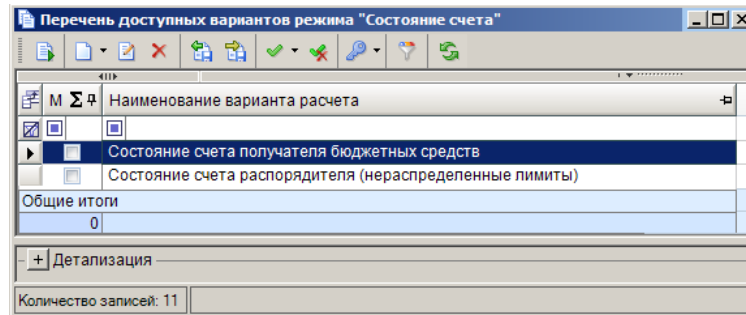 Перечень доступных вариантов режима "Состояние счета"
М Σ Наименование варианта расчета
Состояние счета получателя бюджетных средств
Состояние счета распорядителя (нераспределенные лимиты)
Общие итоги
0
+ Детализация
Количество записей: 11